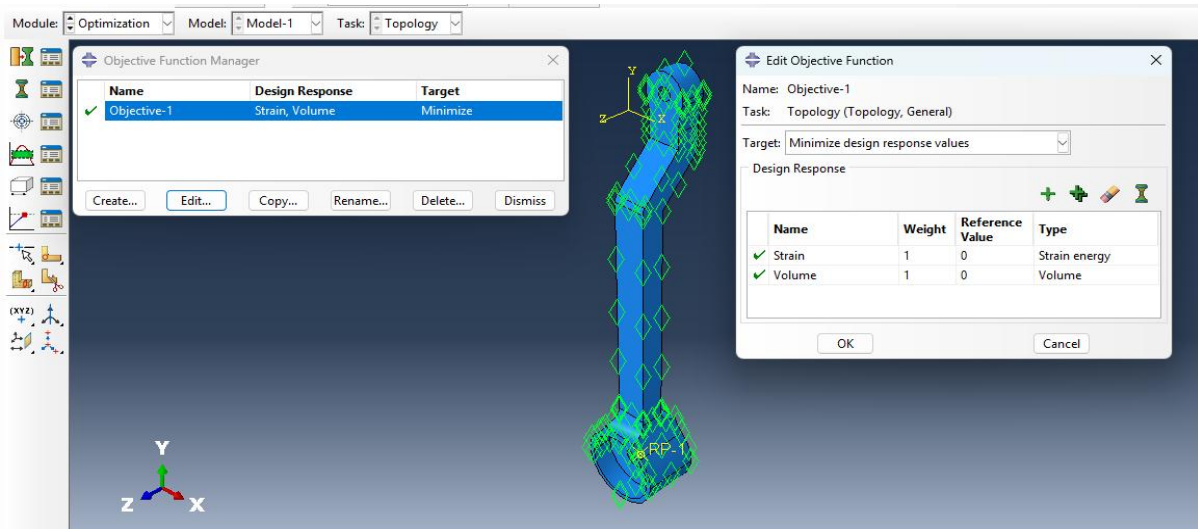 Module: Optimization Model: Model-1 Task: Topology
Objective Function Manager
Name Design Response Target
Objective-1 Strain, Volume Minimize
Create... Edit... Copy... Rename... Delete... Dismiss
Edit Objective Function
Name: Objective-1
Task: Topology (Topology, General)
Target: Minimize design response values
Design Response
Name Weight Reference Value Type
Strain 1 0 Strain energy
Volume 1 0 Volume
OK Cancel
Y
Z X
RP-1
Y
Z X
(XYZ)